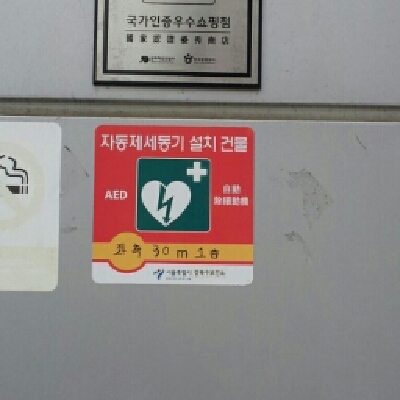 국가인증우수쇼핑점
國家認證優秀商店
자동제세동기 설치 건물
AED
自動
除細動機
좌측 30m 1층